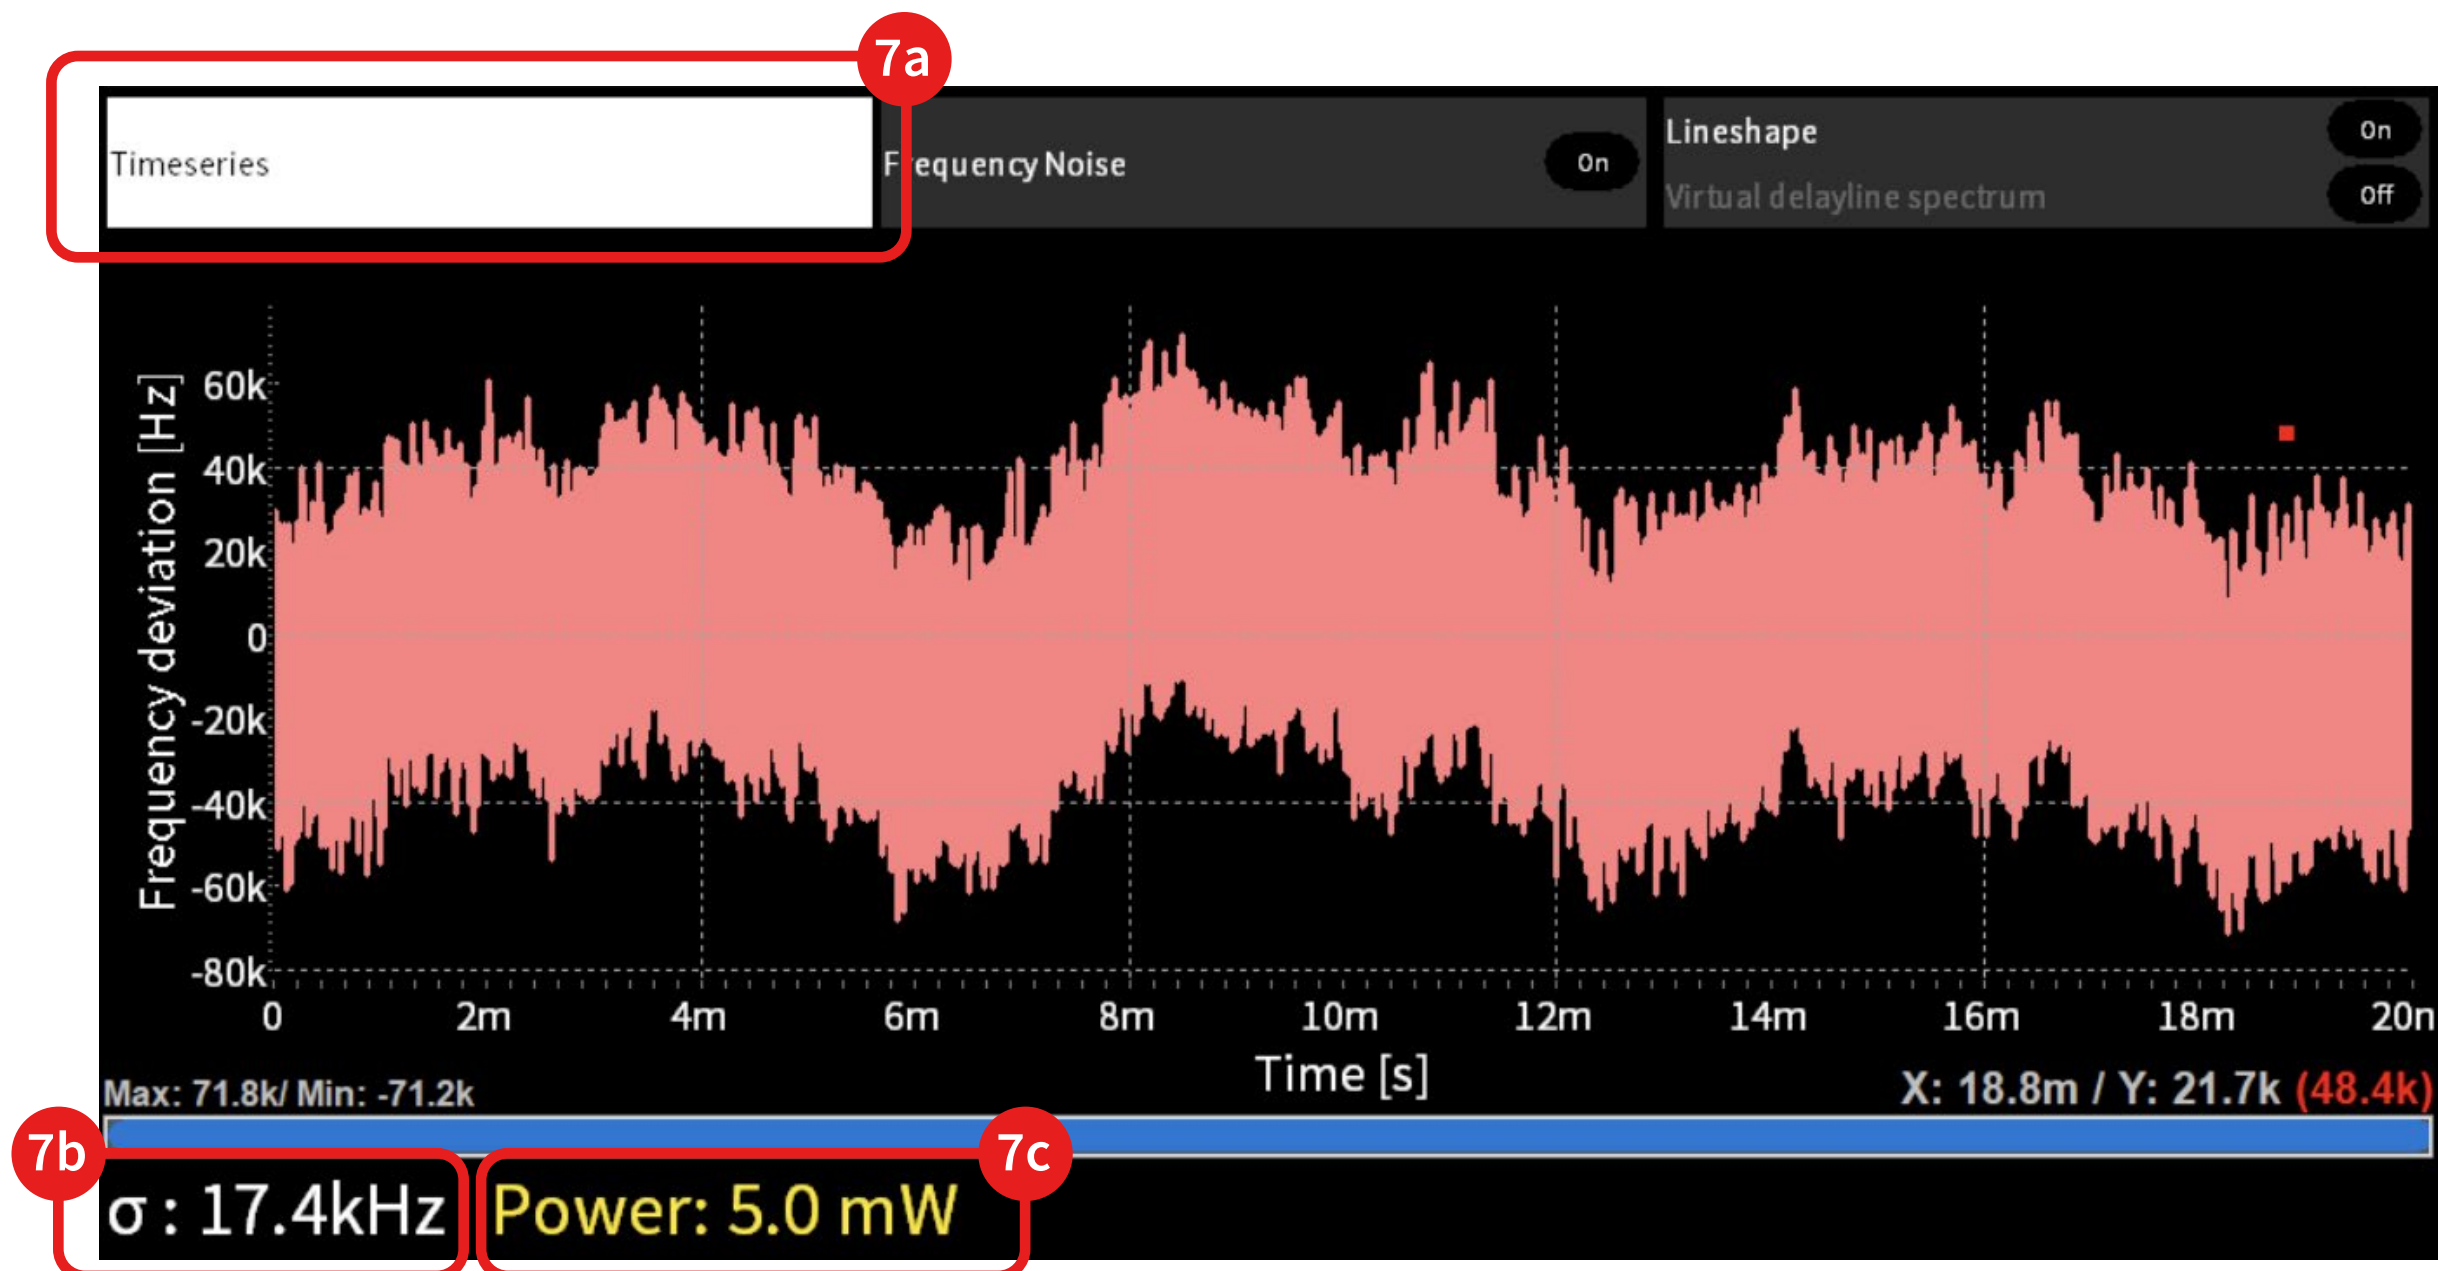 7a
Timeseries
Frequency Noise
On
Lineshape
On
Virtual delayline spectrum
Off
Frequency deviation [Hz]
60k
40k
20k
0
-20k
-40k
-60k
-80k
0 2m 4m 6m 8m 10m 12m 14m 16m 18m 20n
Time [s]
Max: 71.8k/ Min: -71.2k
X: 18.8m / Y: 21.7k (48.4k)
7b
7c
σ : 17.4kHz
Power: 5.0 mW